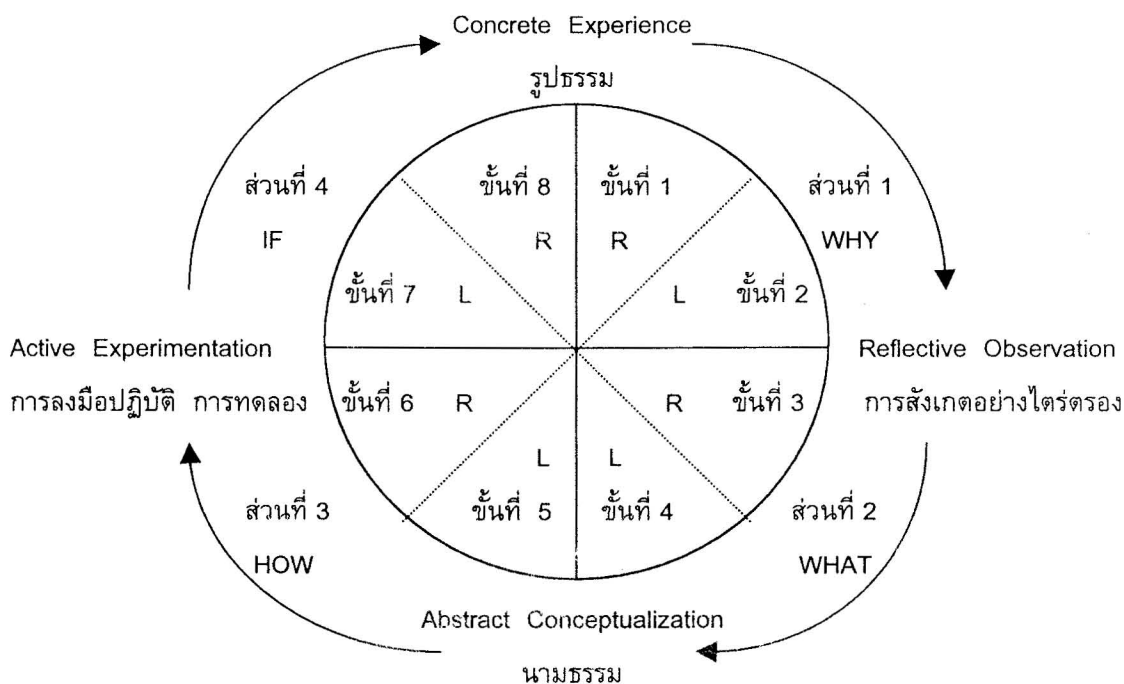 Concrete Experience
รูปธรรม
ส่วนที่ 4
ขั้นที่ 8
ขั้นที่ 1
ส่วนที่ 1
IF
R
R
WHY
ขั้นที่ 7
L
L
ขั้นที่ 2
Active Experimentation
Reflective Observation
การลงมือปฏิบัติ การทดลอง
ขั้นที่ 6
R
R
ขั้นที่ 3
การสังเกตอย่างไตร่ตรอง
L
L
ส่วนที่ 3
ขั้นที่ 5
ขั้นที่ 4
ส่วนที่ 2
HOW
WHAT
Abstract Conceptualization
นามธรรม